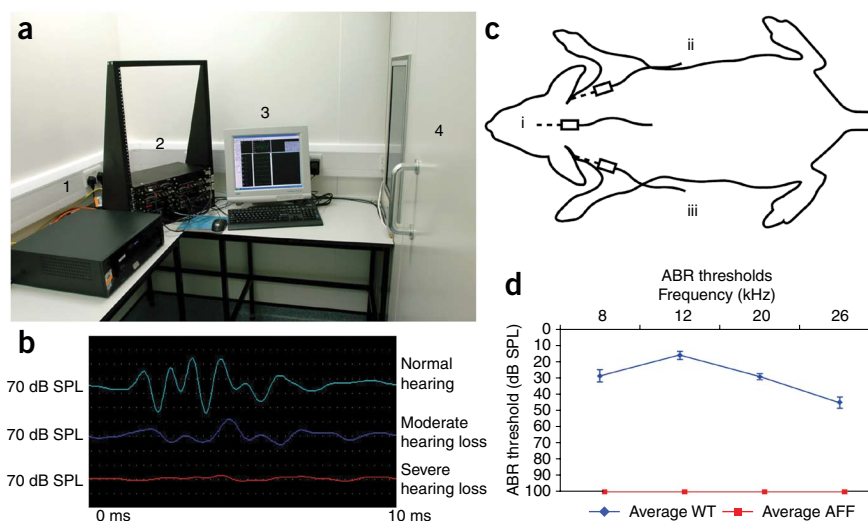 a
1
2
3
4
b
70 dB SPL
Normal
hearing
70 dB SPL
Moderate
hearing loss
70 dB SPL
Severe
hearing loss
0 ms
10 ms
c
i
ii
iii
d
ABR thresholds
Frequency (kHz)
8
12
20
26
ABR threshold (dB SPL)
0
10
20
30
40
50
60
70
80
90
100
Average WT
Average AFF